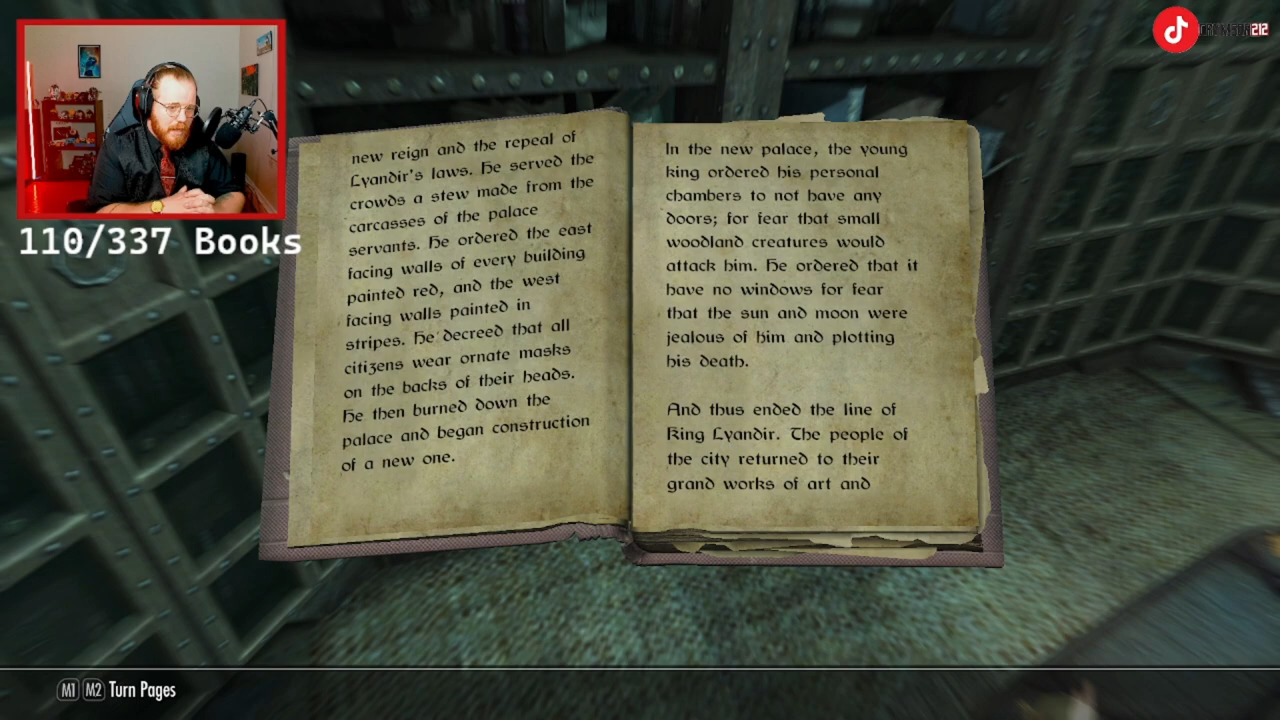 110/337 Books
new reign and the repeal of
Lyandir's laws. He served the
crowds a stew made from the
carcasses of the palace
servants. He ordered the east
facing walls of every building
painted red, and the west
facing walls painted in
stripes. He decreed that all
citizens wear ornate masks
on the backs of their heads.
He then burned down the
palace and began construction
of a new one.
In the new palace, the young
king ordered his personal
chambers to not have any
doors; for fear that small
woodland creatures would
attack him. He ordered that it
have no windows for fear
that the sun and moon were
jealous of him and plotting
his death.
And thus ended the line of
King Lyandir. The people of
the city returned to their
grand works of art and
M1 M2 Turn Pages